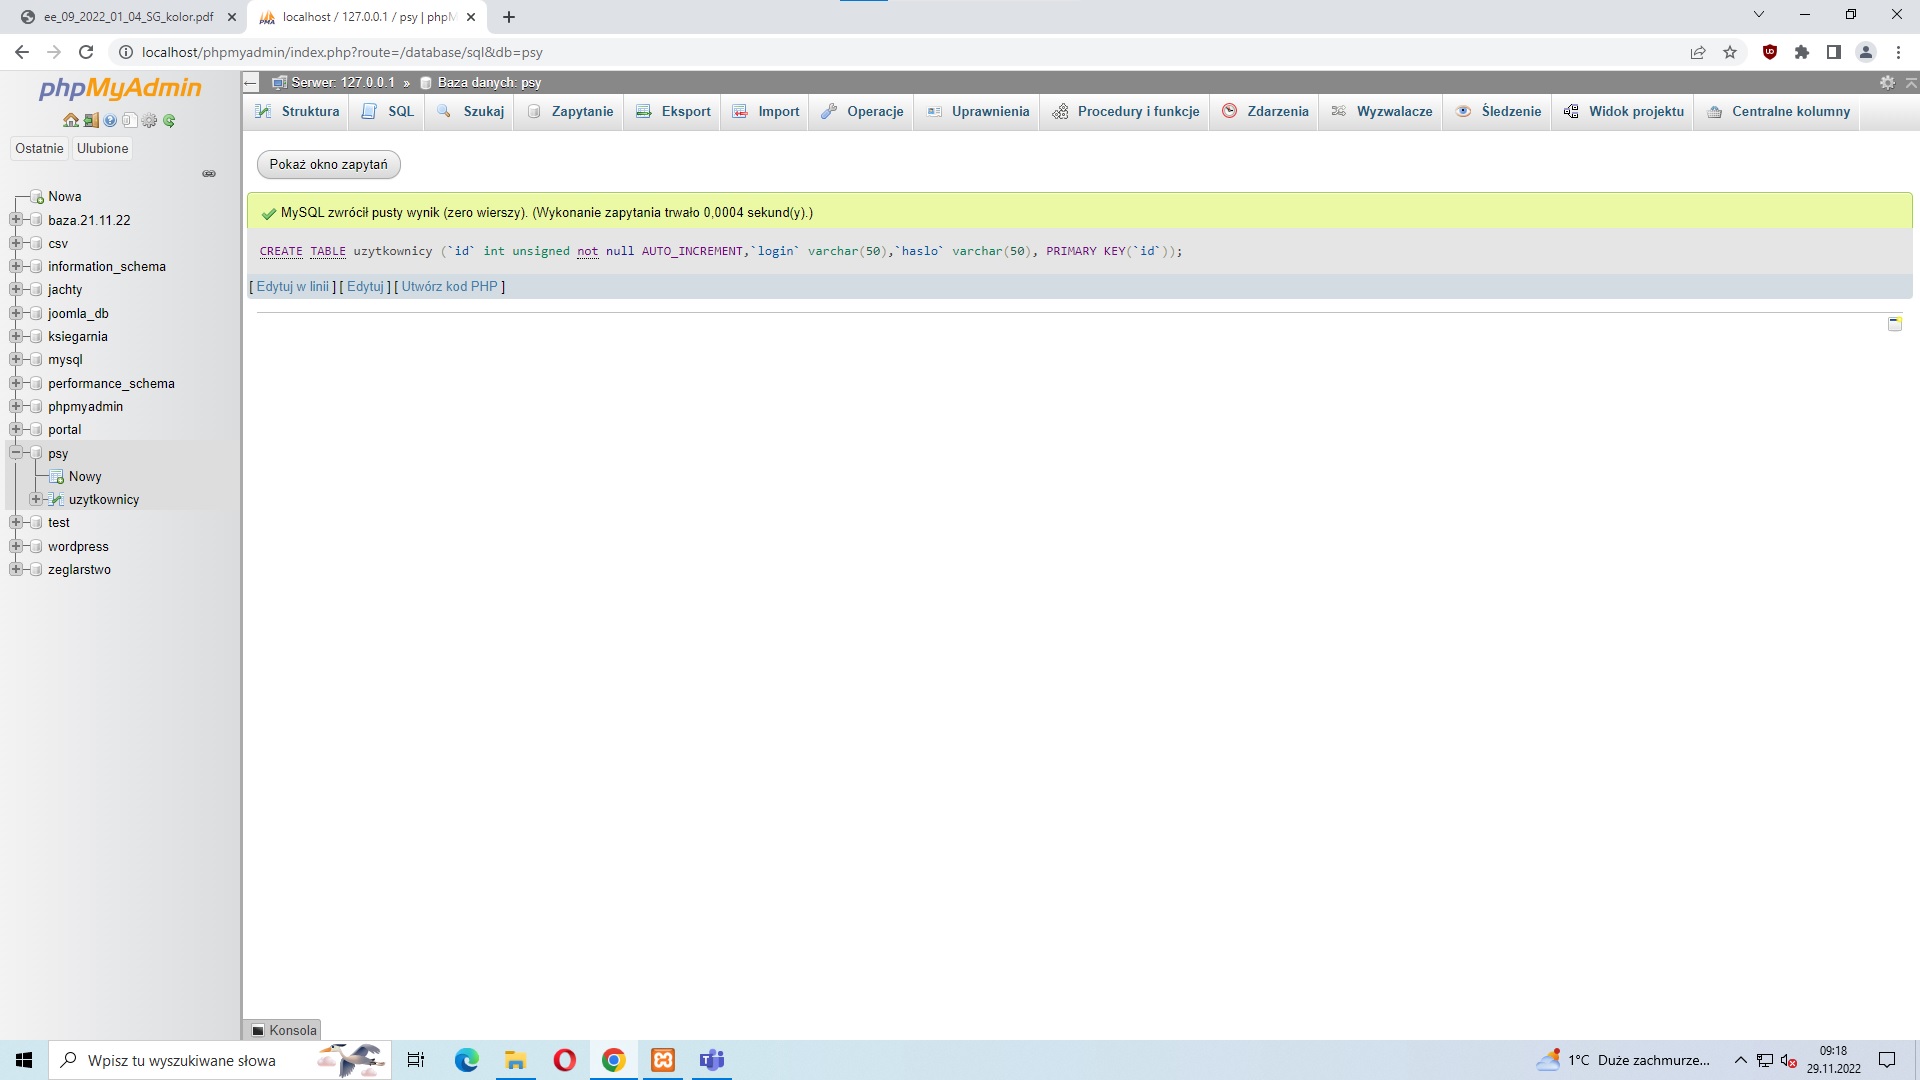 ee_09_2022_01_04_SG_kolor.pdf
localhost / 127.0.0.1 / psy | phpM
localhost/phpmyadmin/index.php?route=/database/sql&db=psy
phpMyAdmin
Ostatnie Ulubione
Nowa
baza.21.11.22
csv
information_schema
jachty
joomla_db
ksiegarnia
mysql
performance_schema
phpmyadmin
portal
psy
Nowy
uzytkownicy
test
wordpress
zeglarstwo
Serwer: 127.0.0.1 » Baza danych: psy
Struktura SQL Szukaj Zapytanie Eksport Import Operacje Uprawnienia Procedury i funkcje Zdarzenia Wyzwalacze Śledzenie Widok projektu Centralne kolumny
Pokaż okno zapytań
MySQL zwrócił pusty wynik (zero wierszy). (Wykonanie zapytania trwało 0,0004 sekund(y).)
CREATE TABLE uzytkownicy (`id` int unsigned not null AUTO_INCREMENT,`login` varchar(50),`haslo` varchar(50), PRIMARY KEY(`id`));
[ Edytuj w linii ] [ Edytuj ] [ Utwórz kod PHP ]
Konsola
Wpisz tu wyszukiwane słowa
1°C Duże zachmurze...
09:18
29.11.2022